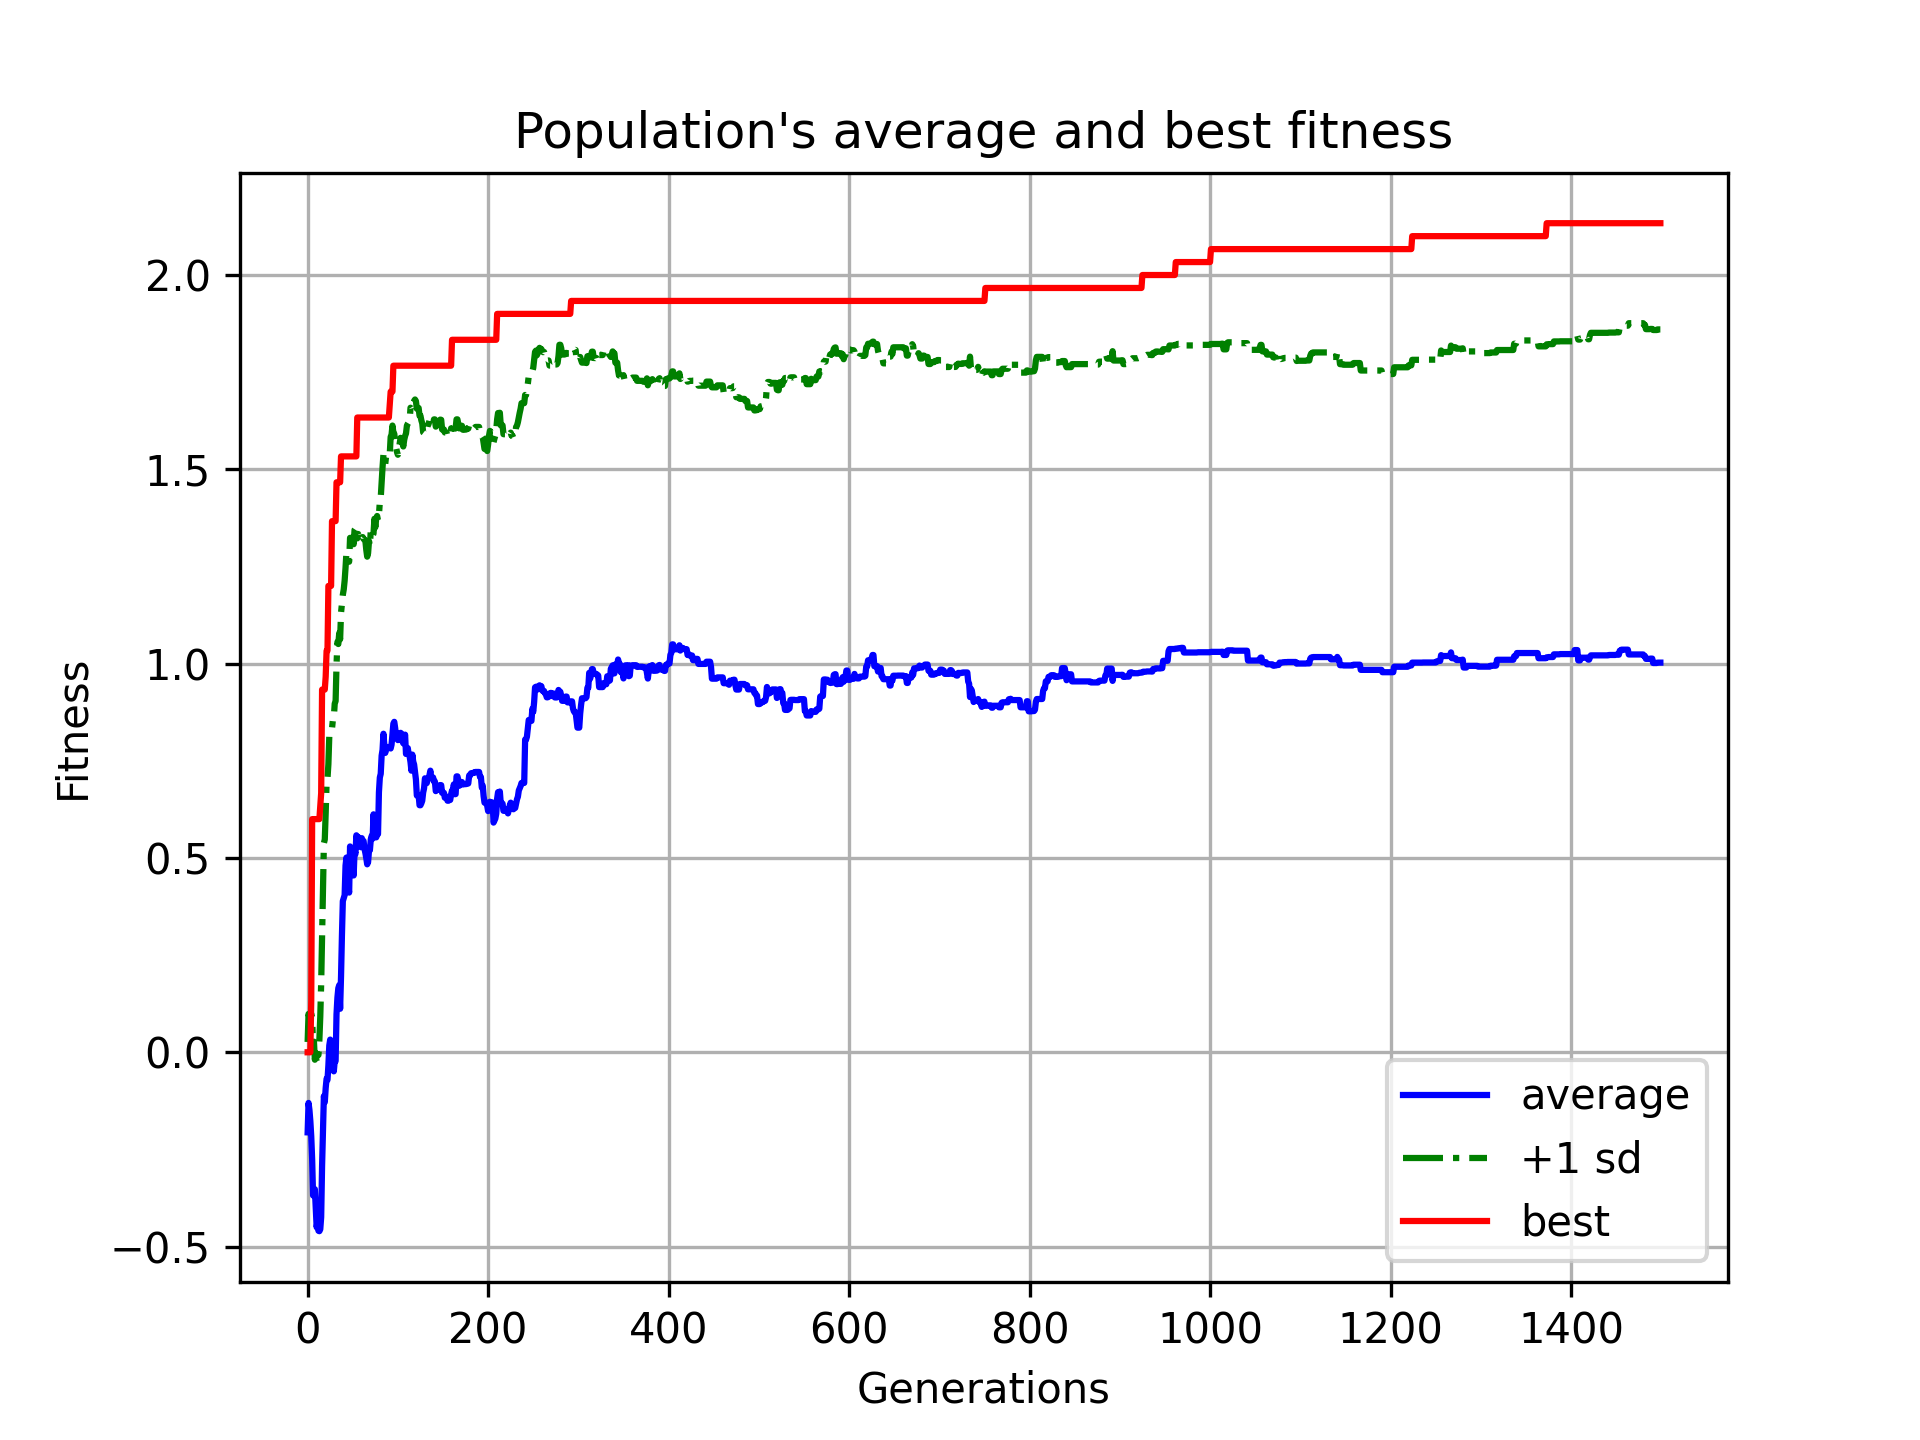 Population's average and best fitness
Fitness
2.0
1.5
1.0
0.5
0.0
−0.5
0 200 400 600 800 1000 1200 1400
Generations
average
+1 sd
best